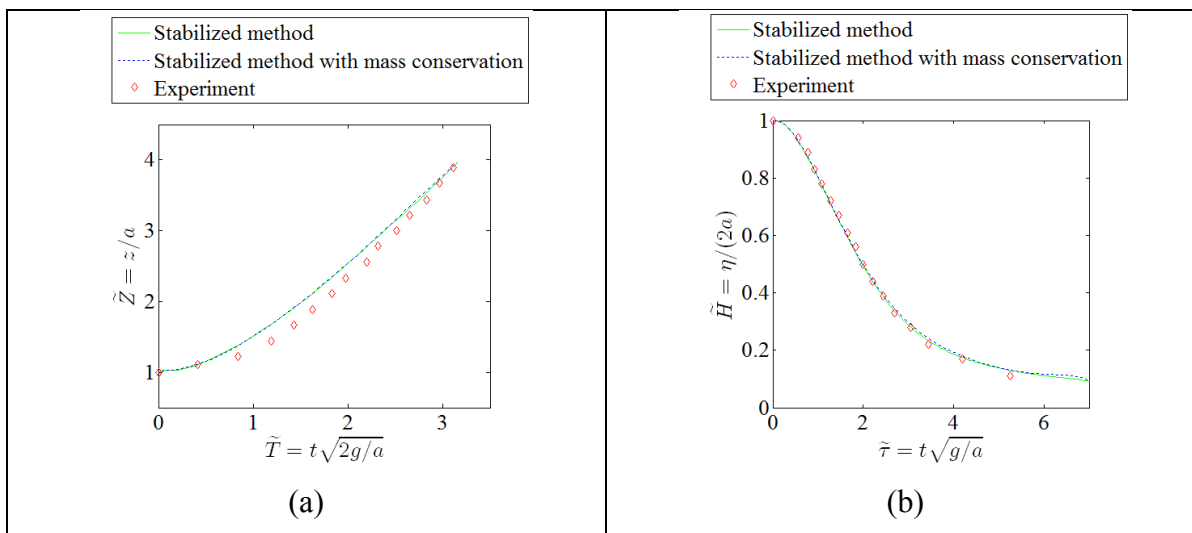 Stabilized method
Stabilized method with mass conservation
Experiment
4
3
2
1
0 1 2 3
Z̃ = z/a
T̃ = t√2g/a
(a)
Stabilized method
Stabilized method with mass conservation
Experiment
1
0.8
0.6
0.4
0.2
0
0 2 4 6
H̃ = η/(2a)
τ̃ = t√g/a
(b)